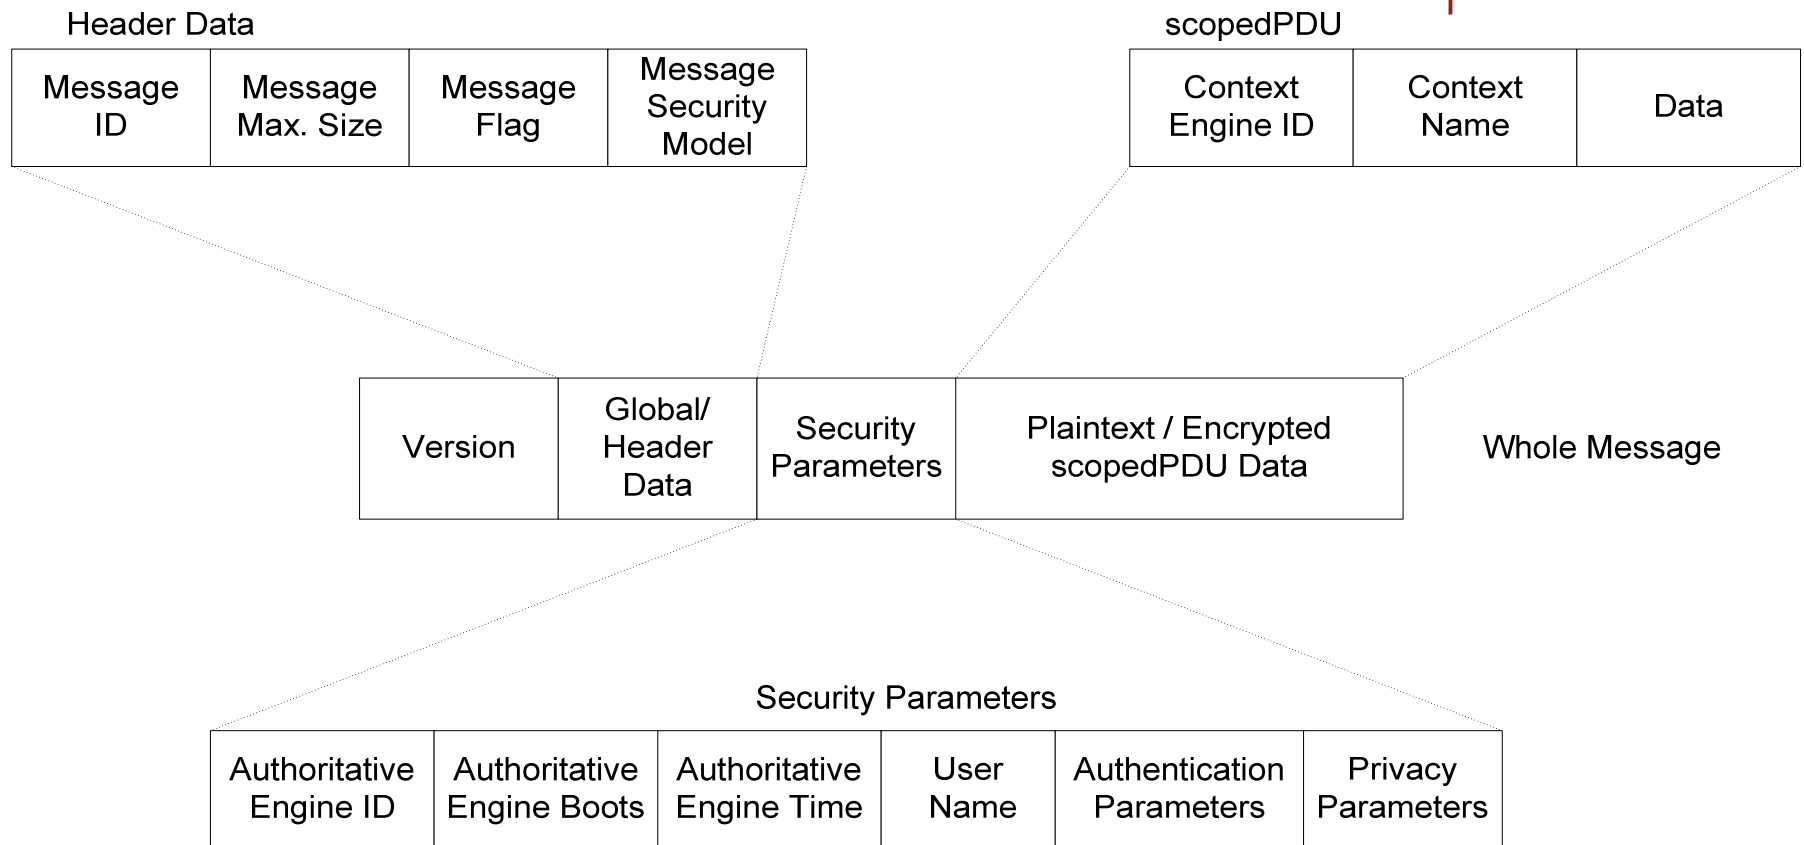 Header Data
scopedPDU
Message
ID
Message
Max. Size
Message
Flag
Message
Security
Model
Context
Engine ID
Context
Name
Data
Version
Global/
Header
Data
Security
Parameters
Plaintext / Encrypted
scopedPDU Data
Whole Message
Security Parameters
Authoritative
Engine ID
Authoritative
Engine Boots
Authoritative
Engine Time
User
Name
Authentication
Parameters
Privacy
Parameters